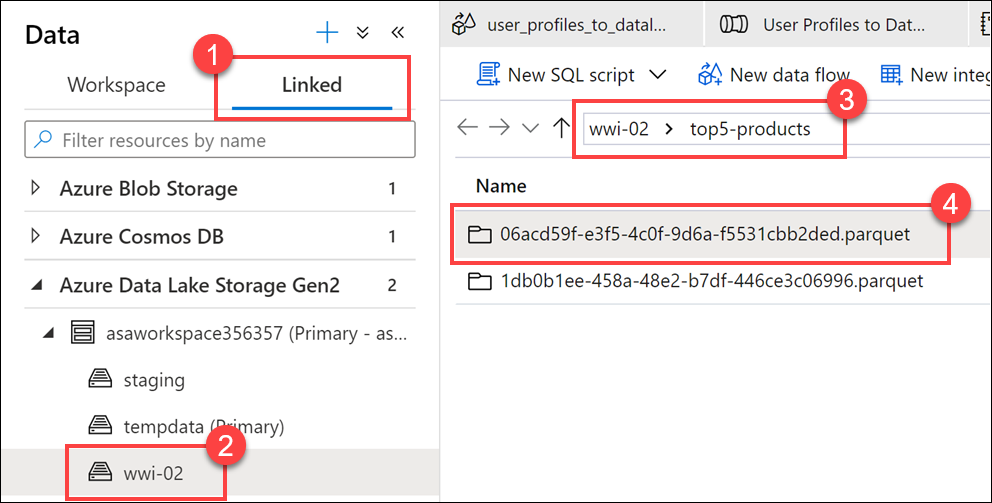 Data
1
Workspace
Linked
Filter resources by name
Azure Blob Storage 1
Azure Cosmos DB 1
Azure Data Lake Storage Gen2 2
asaworkspace356357 (Primary - as...
staging
tempdata (Primary)
2
wwi-02
user_profiles_to_datal...
User Profiles to Dat...
New SQL script
New data flow
New inte
3
wwi-02 > top5-products
Name
4
06acd59f-e3f5-4c0f-9d6a-f5531cbb2ded.parquet
1db0b1ee-458a-48e2-b7df-446ce3c06996.parquet